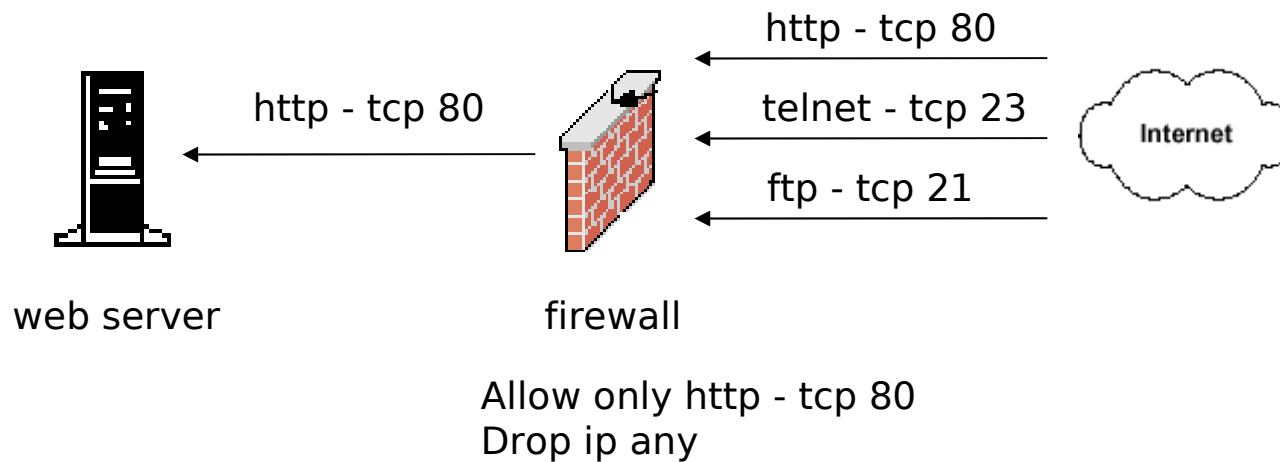 http - tcp 80
http - tcp 80
telnet - tcp 23
Internet
ftp - tcp 21
web server
firewall
Allow only http - tcp 80
Drop ip any